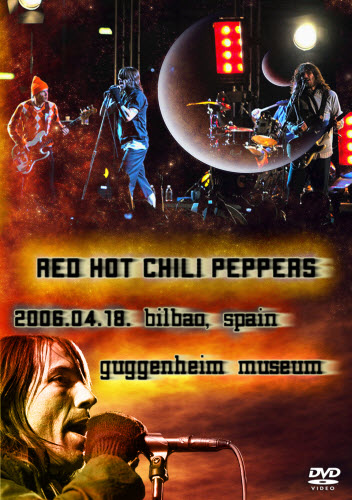 RED HOT CHILI PEPPERS
2006.04.18. bilbao, spain
guggenheim museum
DVD
VIDEO